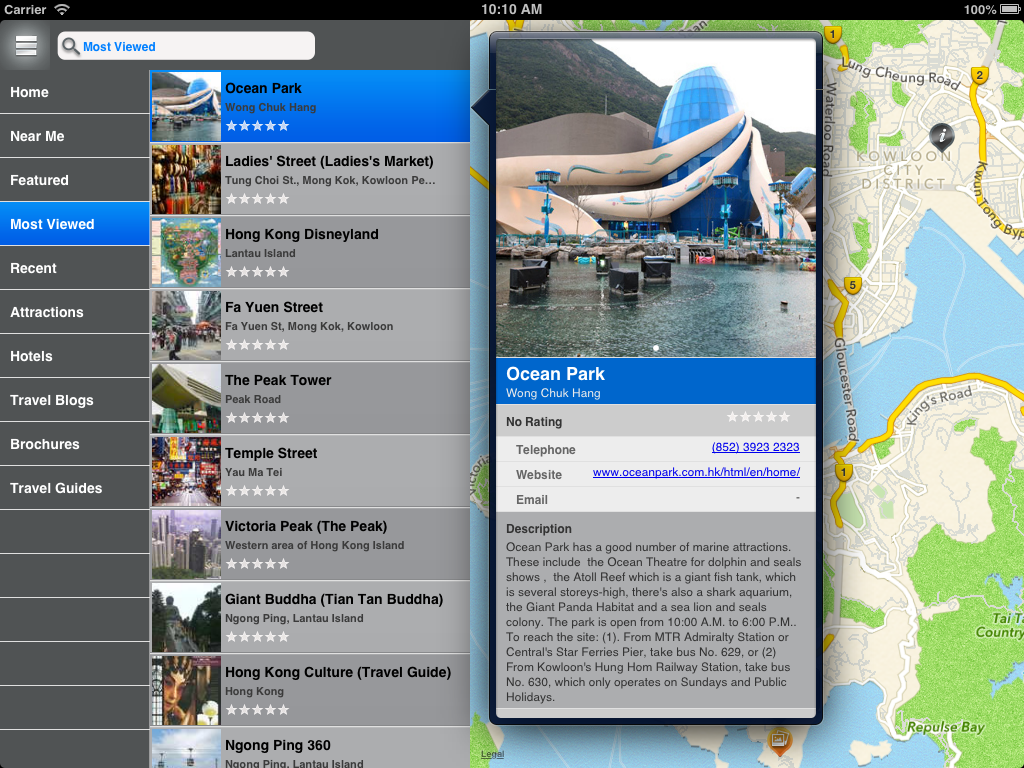 Carrier
10:10 AM
100%
Most Viewed
Home
Near Me
Featured
Most Viewed
Recent
Attractions
Hotels
Travel Blogs
Brochures
Travel Guides
Ocean Park
Wong Chuk Hang
Ladies' Street (Ladies's Market)
Tung Choi St., Mong Kok, Kowloon Pe...
Hong Kong Disneyland
Lantau Island
Fa Yuen Street
Fa Yuen St, Mong Kok, Kowloon
The Peak Tower
Peak Road
Temple Street
Yau Ma Tei
Victoria Peak (The Peak)
Western area of Hong Kong Island
Giant Buddha (Tian Tan Buddha)
Ngong Ping, Lantau Island
Hong Kong Culture (Travel Guide)
Hong Kong
Ngong Ping 360
Ngong Ping, Lantau Island
Ocean Park
Wong Chuk Hang
No Rating
Telephone (852) 3923 2323
Website www.oceanpark.com.hk/html/en/home/
Email -
Description
Ocean Park has a good number of marine attractions.
These include the Ocean Theatre for dolphin and seals
shows , the Atoll Reef which is a giant fish tank, which
is several storeys-high, there's also a shark aquarium,
the Giant Panda Habitat and a sea lion and seals
colony. The park is open from 10:00 A.M. to 6:00 P.M..
To reach the site: (1). From MTR Admiralty Station or
Central's Star Ferries Pier, take bus No. 629, or (2)
From Kowloon's Hung Hom Railway Station, take bus
No. 630, which only operates on Sundays and Public
Holidays.
1
Lung Cheung Road
2
Waterloo Road
i
KOWLOON
CITY
DISTRICT
Kwun Tong Byp
5
Gloucester Road
King's Road
1
Victoria
Tai T
Country
Repulse Bay
Legal